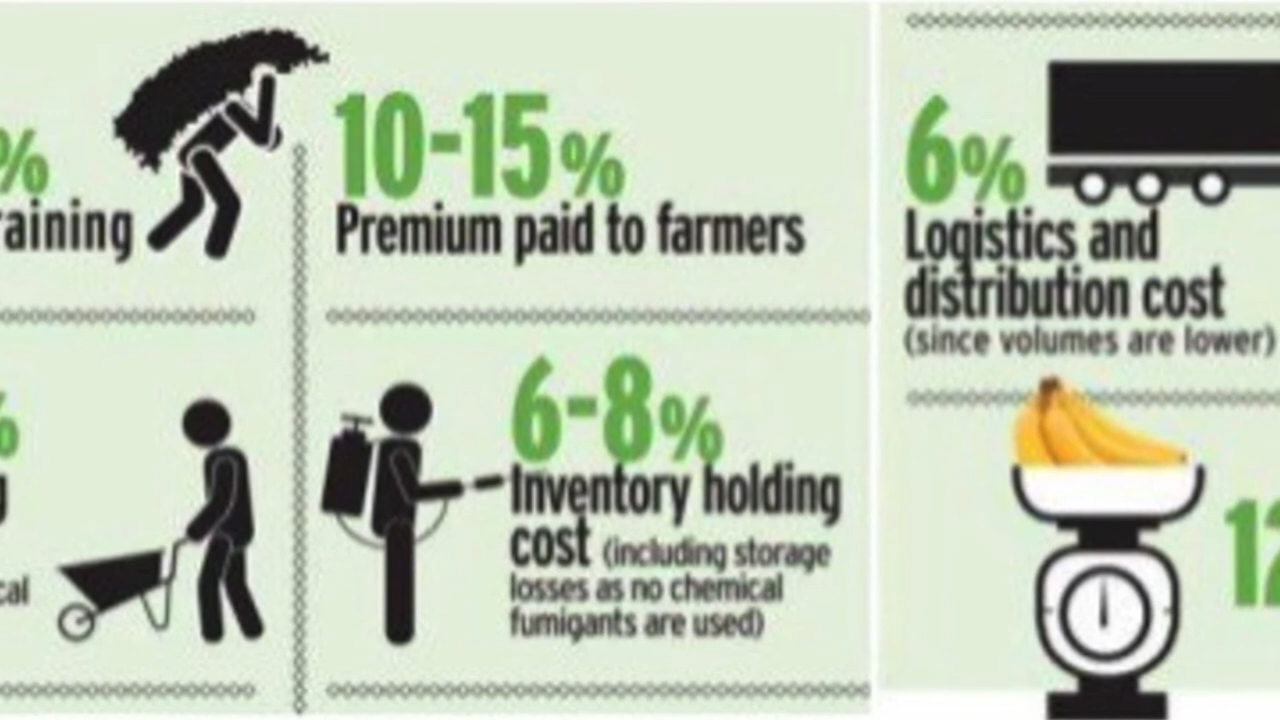 %
raining
10-15%
Premium paid to farmers
%
cal
6-8%
Inventory holding
cost (including storage
losses as no chemical
fumigants are used)
6%
Logistics and
distribution cost
(since volumes are lower)
12